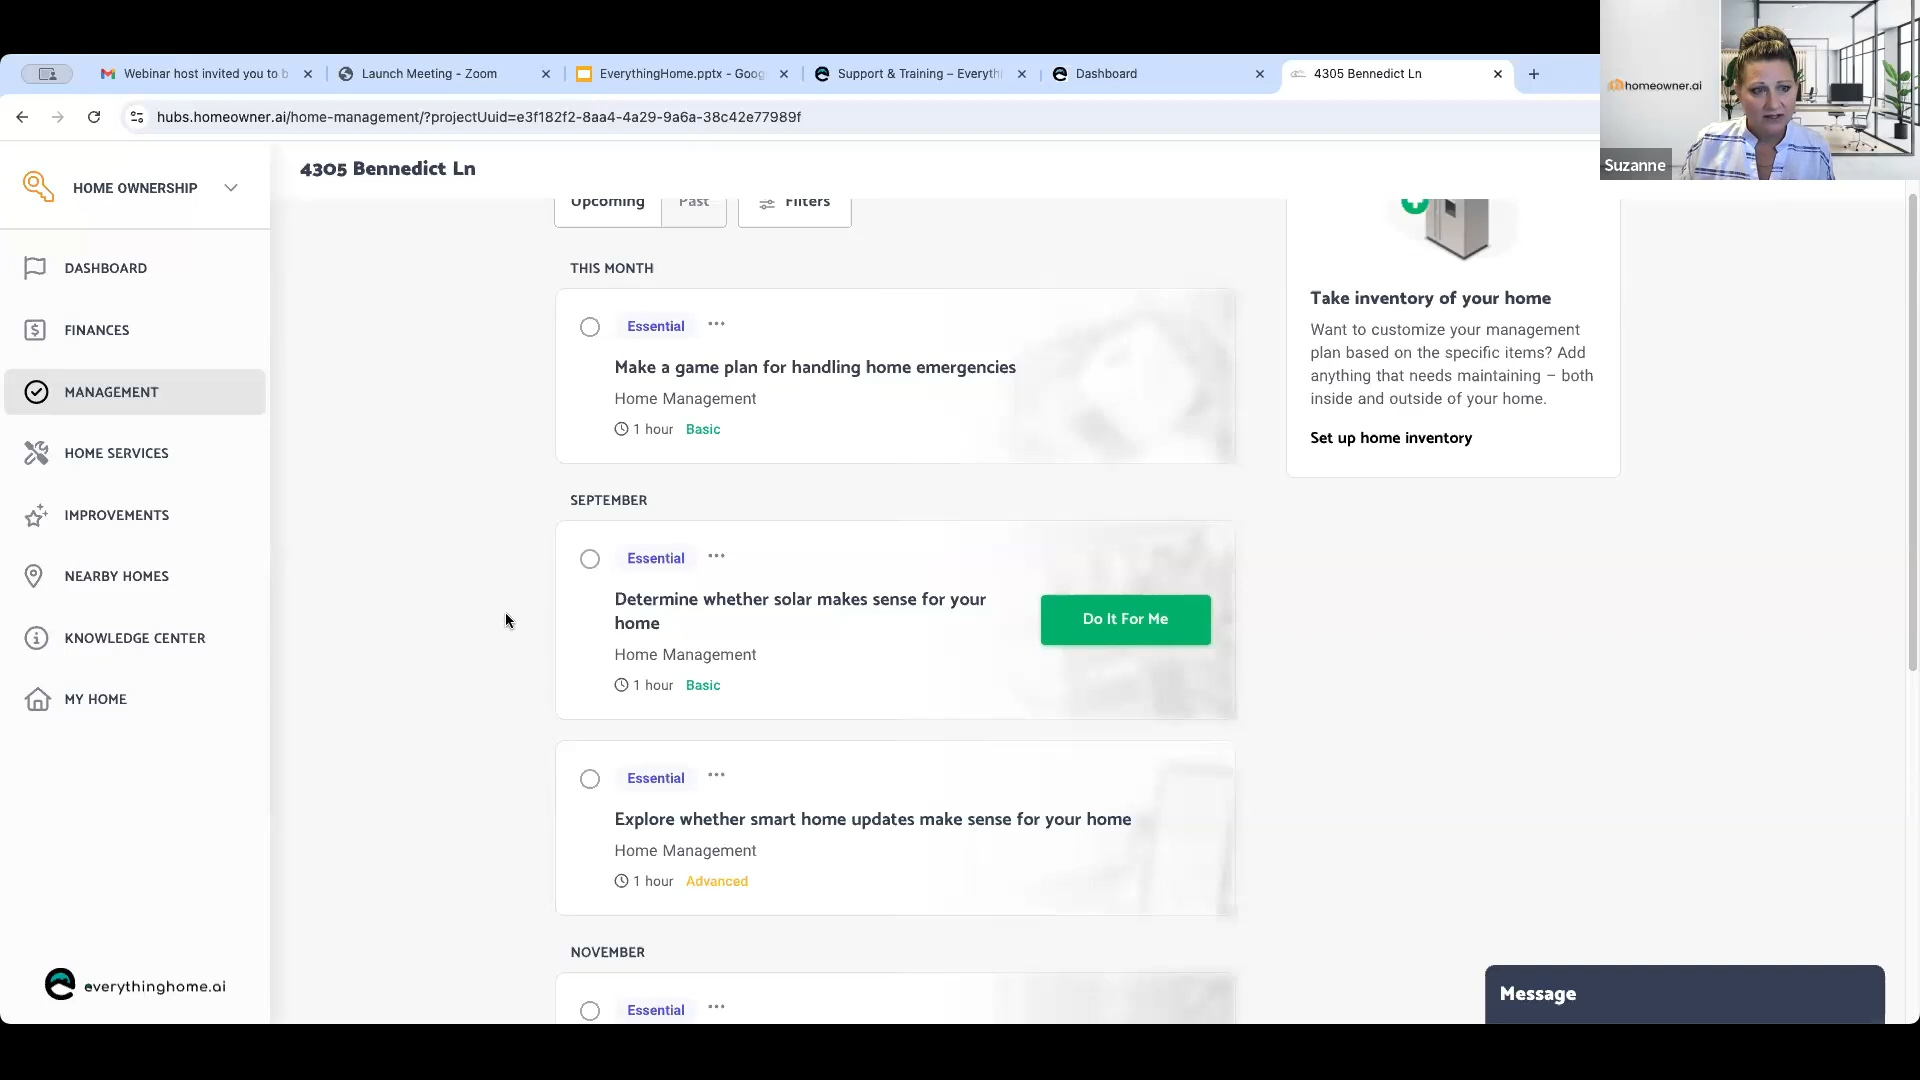 Webinar host invited you to b
Launch Meeting - Zoom
EverythingHome.pptx - Goog
Support & Training – Everythi
Dashboard
4305 Bennedict Ln
hubs.homeowner.ai/home-management/?projectUuid=e3f182f2-8aa4-4a29-9a6a-38c42e77989f
homeowner.ai
Suzanne
HOME OWNERSHIP
DASHBOARD
FINANCES
MANAGEMENT
HOME SERVICES
IMPROVEMENTS
NEARBY HOMES
KNOWLEDGE CENTER
MY HOME
everythinghome.ai
4305 Bennedict Ln
Upcoming
Past
Filters
THIS MONTH
Essential
Make a game plan for handling home emergencies
Home Management
1 hour Basic
SEPTEMBER
Essential
Determine whether solar makes sense for your
home
Home Management
1 hour Basic
Do It For Me
Essential
Explore whether smart home updates make sense for your home
Home Management
1 hour Advanced
NOVEMBER
Essential
Take inventory of your home
Want to customize your management
plan based on the specific items? Add
anything that needs maintaining – both
inside and outside of your home.
Set up home inventory
Message